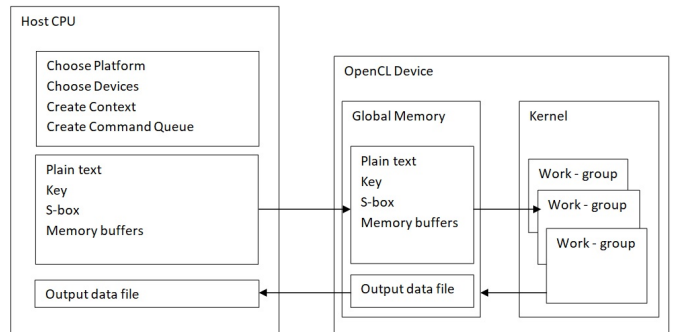 Host CPU
Choose Platform
Choose Devices
Create Context
Create Command Queue
Plain text
Key
S-box
Memory buffers
Output data file
OpenCL Device
Global Memory
Plain text
Key
S-box
Memory buffers
Output data file
Kernel
Work - group
Work - group
Work - group